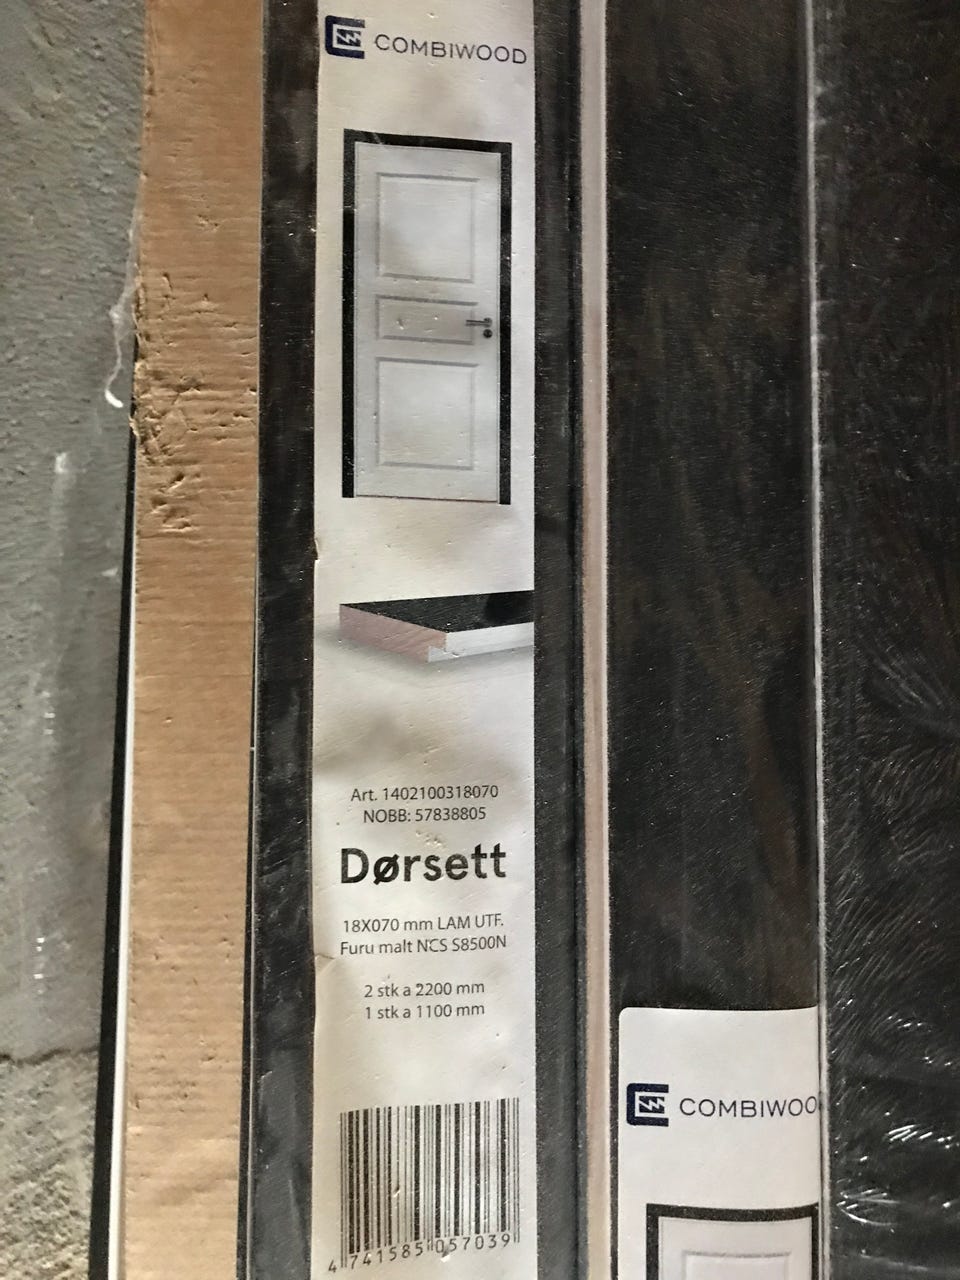 COMBIWOOD
Art. 1402100318070
NOBB: 57838805
Dørsett
18X070 mm LAM UTF.
Furu malt NCS S8500N
2 stk a 2200 mm
1 stk a 1100 mm
4 741585 057039
COMBIWOO